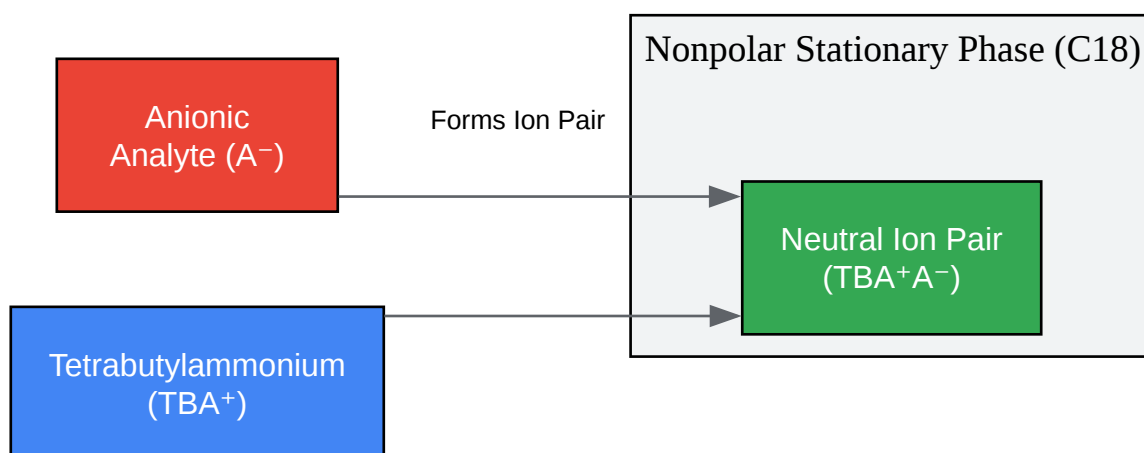 Nonpolar Stationary Phase (C18)
Anionic
Analyte (A⁻)
Forms Ion Pair
Neutral Ion Pair
(TBA⁺A⁻)
Tetrabutylammonium
(TBA⁺)